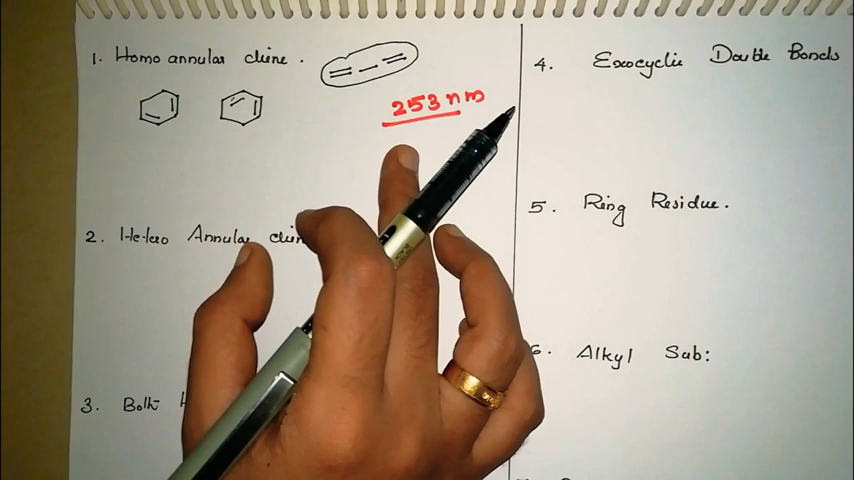 1. Homo annular diene.
253 nm
2. Hetero Annular
3. Both
4. Exocyclic Double Bonds
5. Ring Residue.
6. Alkyl Sub: